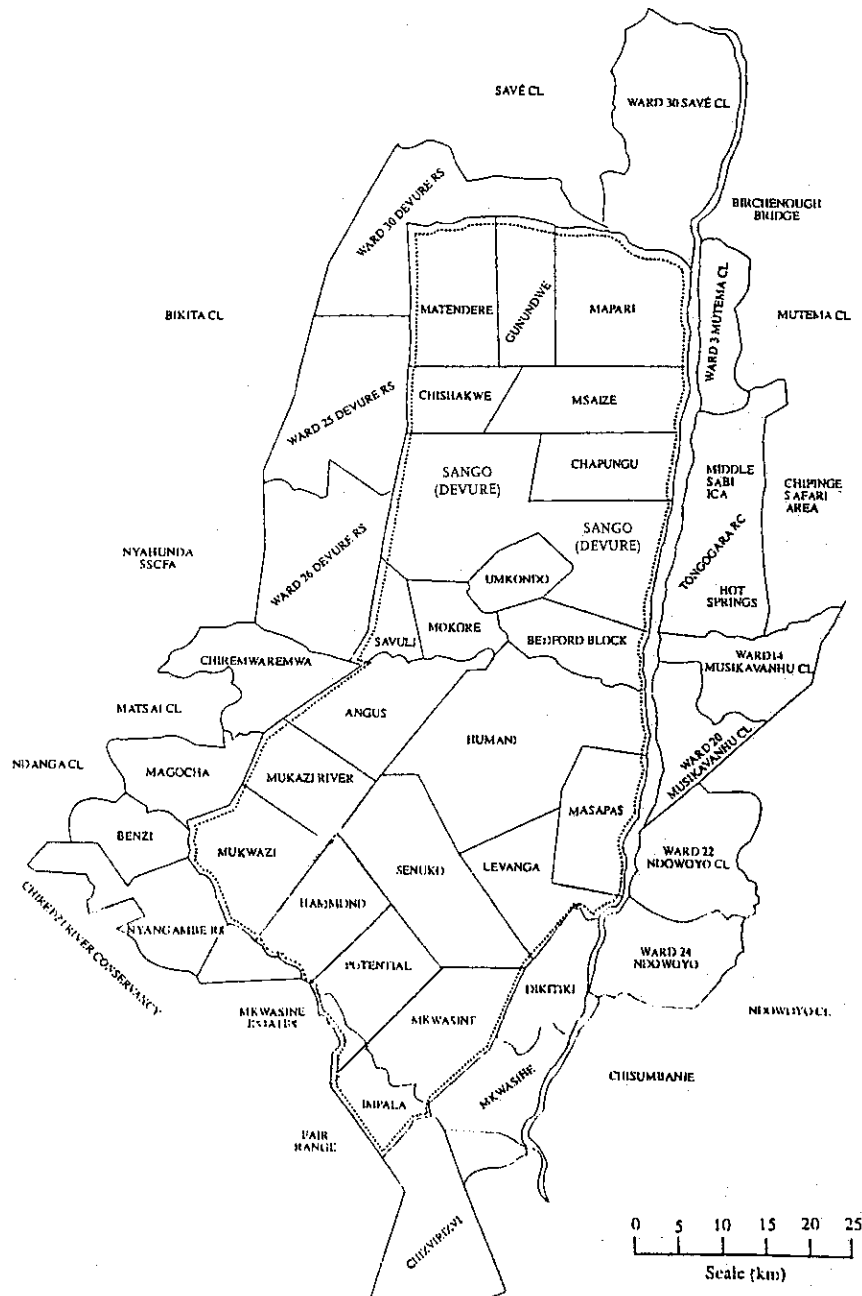 SAVÉ CL
WARD 30 SAVÉ CL
WARD 30 DEVURE RS
BIRCHENOUGH
BRIDGE
BIKITA CL
MATENDERE
GUNUNDWE
MAPARI
WARD 3 MUTEMA CL
MUTEMA CL
WARD 25 DEVURE RS
CHISHAKWE
MSAIZE
SANGO
(DEVURE)
CHAPUNGU
MIDDLE
SABI
ICA
CHIPINGE
SAFARI
AREA
SANGO
(DEVURE)
TONGOGARA RC
NYAHUNDA
SSCFA
WARD 26 DEVURE RS
UMKONDO
HOT
SPRINGS
SAVULI
MOKORE
BEDFORD BLOCK
WARD 14
MUSIKAVANHU CL
CHIREMWAREMWA
MATSAI CL
ANGUS
HUMANI
WARD 20
MUSIKAVANHU CL
NDANGA CL
MAGOCHA
MUKAZI RIVER
MASAPAS
BENZI
MUKWAZI
SENUKO
LEVANGA
WARD 22
NDOWOYO CL
CHIREDZI RIVER CONSERVANCY
HAMMOND
NYANGAMBE RS
POTENTIAL
DIKITIKI
WARD 24
NDOWOYO
MKWASINE
ESTATES
MKWASINE
NDOWOYO CL
MKWASINE
CHISUMBANJE
IMPALA
FAIR
RANGE
0 5 10 15 20 25
Scale (km)